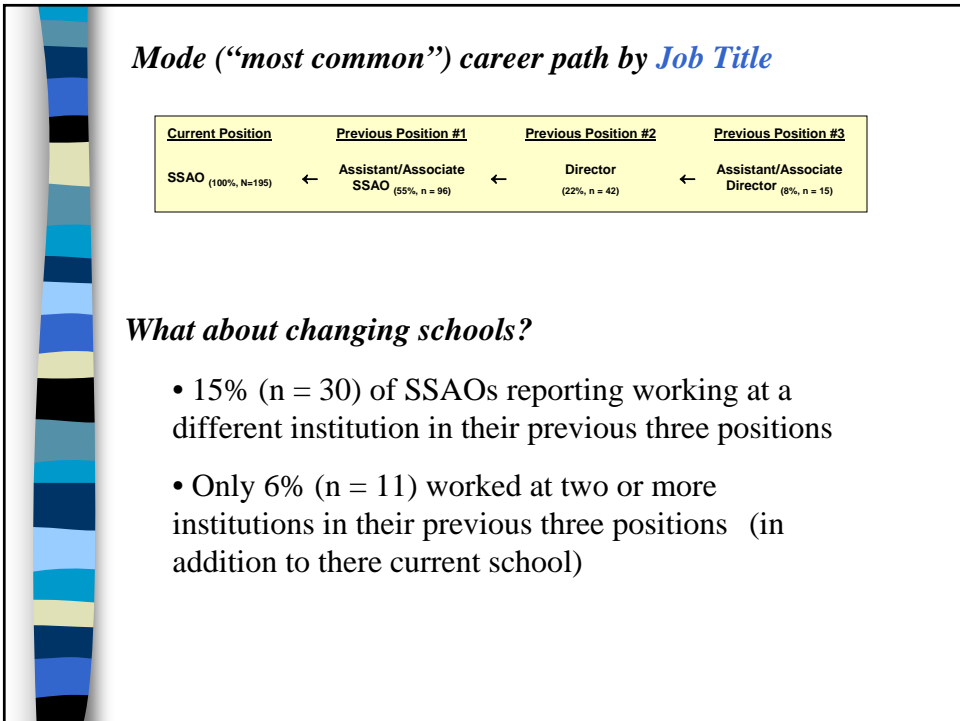 Mode (“most common”) career path by Job Title
Current Position Previous Position #1 Previous Position #2 Previous Position #3
SSAO (100%, N=195) ← Assistant/Associate SSAO (55%, n = 96) ← Director (22%, n = 42) ← Assistant/Associate Director (8%, n = 15)
What about changing schools?
• 15% (n = 30) of SSAOs reporting working at a
different institution in their previous three positions
• Only 6% (n = 11) worked at two or more
institutions in their previous three positions (in
addition to there current school)